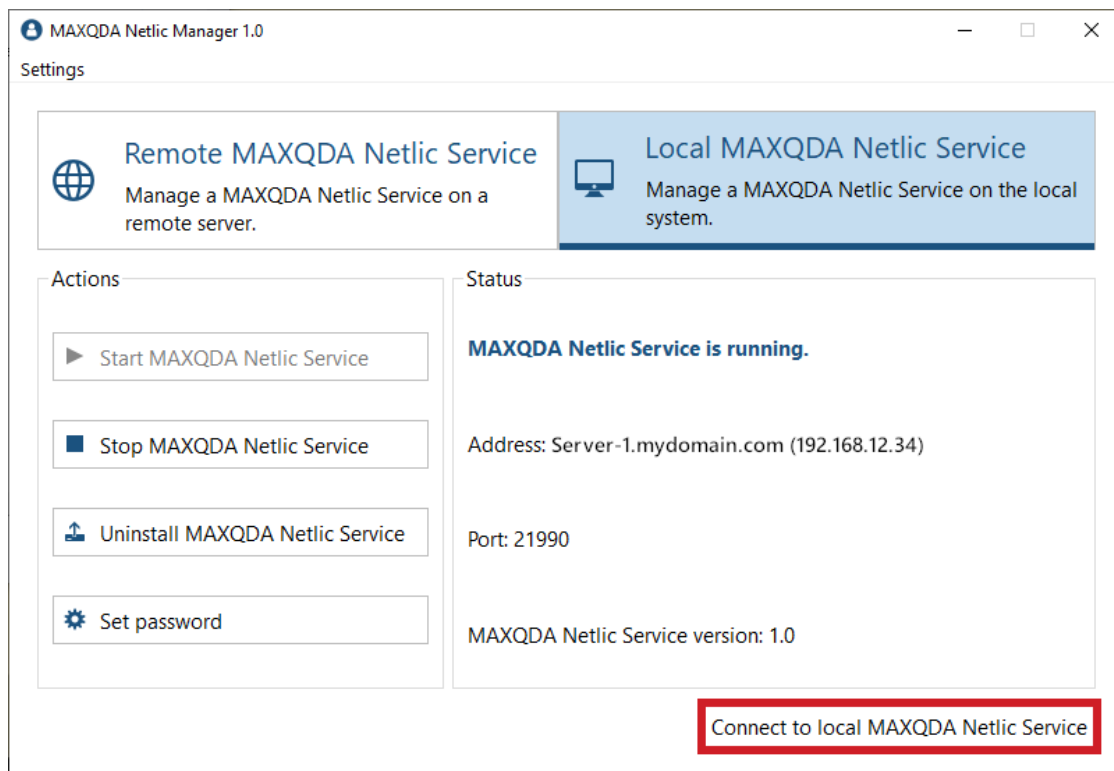 MAXQDA Netlic Manager 1.0
Settings
Remote MAXQDA Netlic Service
Manage a MAXQDA Netlic Service on a
remote server.
Local MAXQDA Netlic Service
Manage a MAXQDA Netlic Service on the local
system.
Actions
Start MAXQDA Netlic Service
Stop MAXQDA Netlic Service
Uninstall MAXQDA Netlic Service
Set password
Status
MAXQDA Netlic Service is running.
Address: Server-1.mydomain.com (192.168.12.34)
Port: 21990
MAXQDA Netlic Service version: 1.0
Connect to local MAXQDA Netlic Service